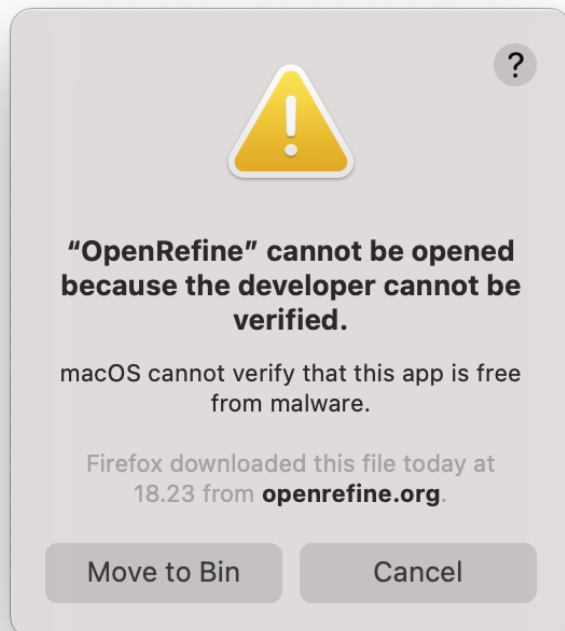 ?
“OpenRefine” cannot be opened
because the developer cannot be
verified.
macOS cannot verify that this app is free
from malware.
Firefox downloaded this file today at
18.23 from openrefine.org.
Move to Bin
Cancel